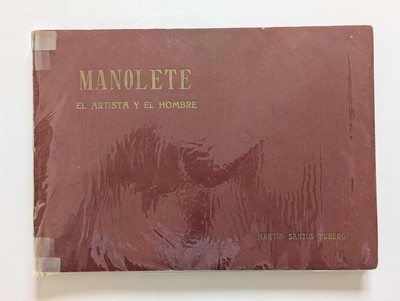 MANOLETE
EL ARTISTA Y EL HOMBRE
MARTIN SANTOS YUBERO